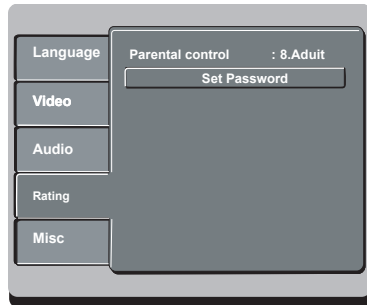 Language
Parental control : 8.Aduit
Set Password
Video
Audio
Rating
Misc